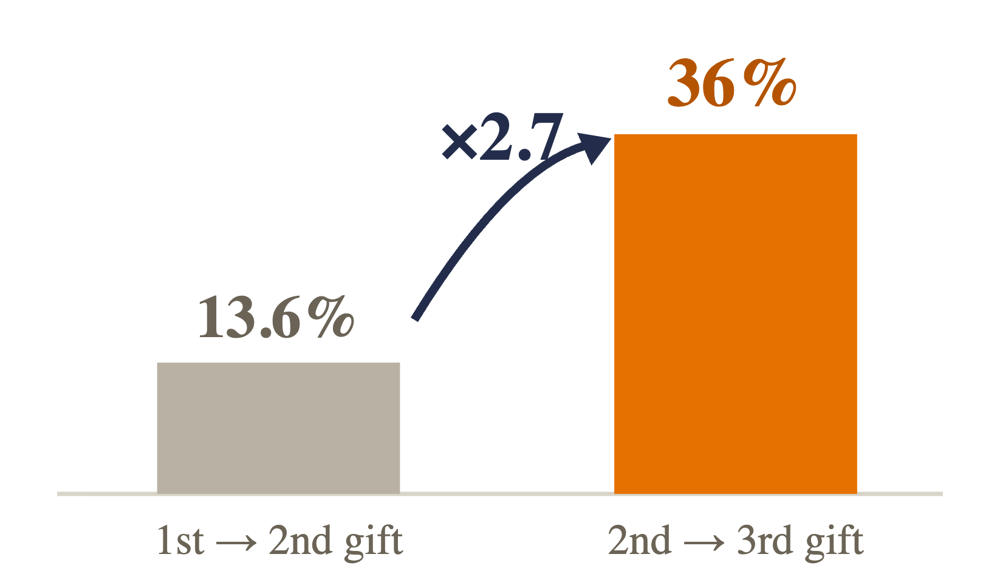 36%
×2.7
13.6%
1st → 2nd gift
2nd → 3rd gift